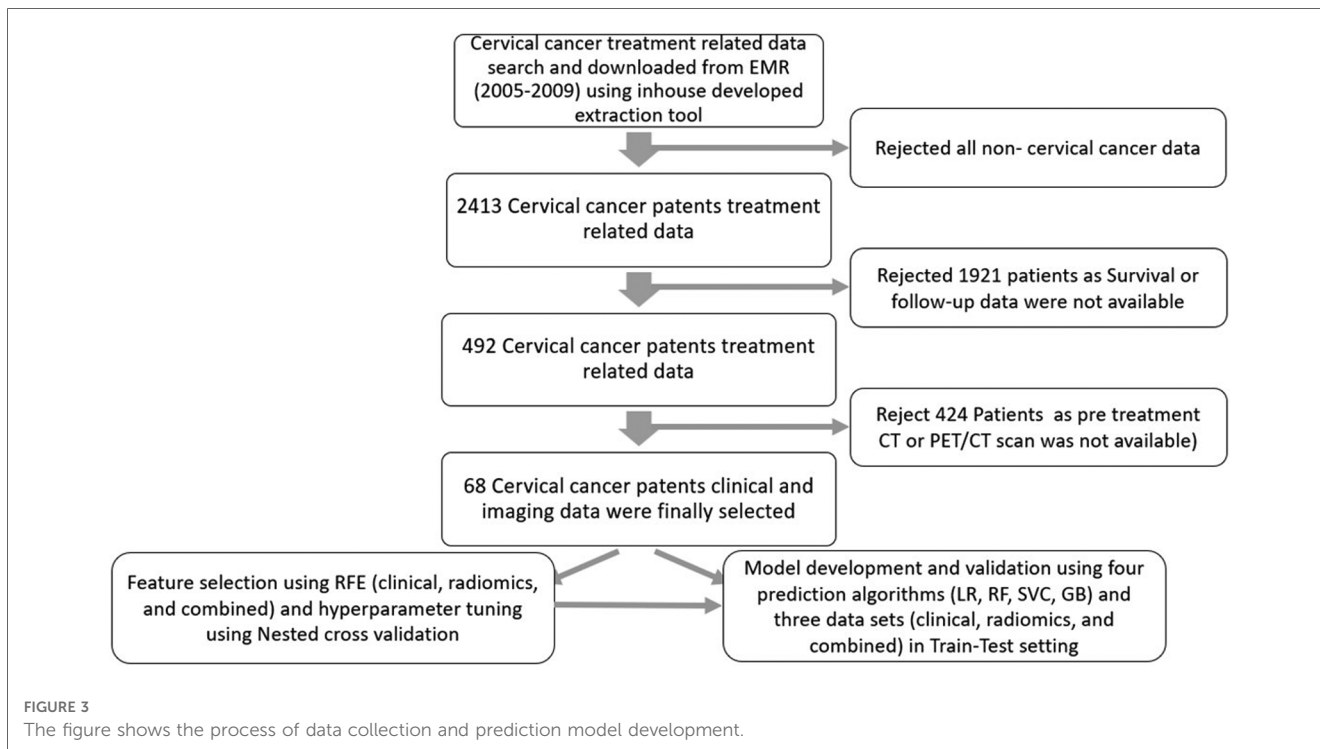 Cervical cancer treatment related data
search and downloaded from EMR
(2005-2009) using inhouse developed
extraction tool
Rejected all non- cervical cancer data
2413 Cervical cancer patents treatment
related data
Rejected 1921 patients as Survival or
follow-up data were not available
492 Cervical cancer patents treatment
related data
Reject 424 Patients as pre treatment
CT or PET/CT scan was not available)
68 Cervical cancer patents clinical and
imaging data were finally selected
Feature selection using RFE (clinical, radiomics,
and combined) and hyperparameter tuning
using Nested cross validation
Model development and validation using four
prediction algorithms (LR, RF, SVC, GB) and
three data sets (clinical, radiomics, and
combined) in Train-Test setting
FIGURE 3
The figure shows the process of data collection and prediction model development.